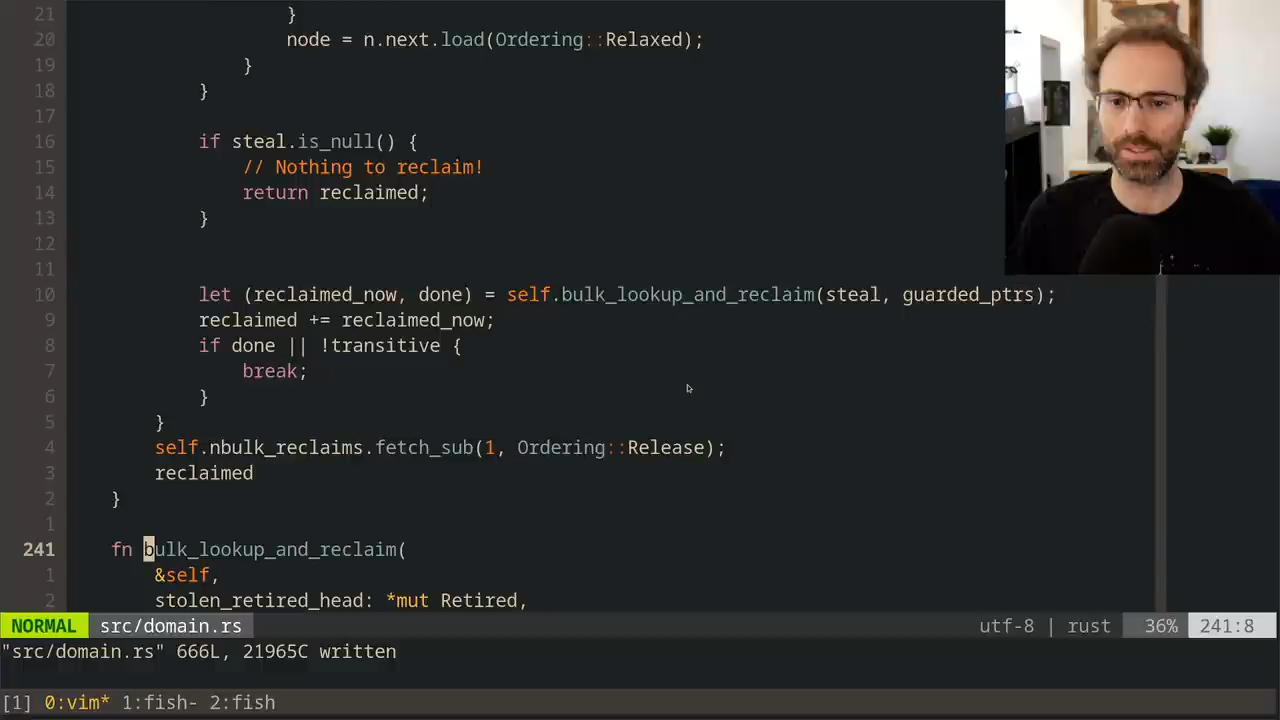 21                     }
20                     node = n.next.load(Ordering::Relaxed);
19                 }
18             }
17
16             if steal.is_null() {
15                 // Nothing to reclaim!
14                 return reclaimed;
13             }
12
11
10             let (reclaimed_now, done) = self.bulk_lookup_and_reclaim(steal, guarded_ptrs);
9             reclaimed += reclaimed_now;
8             if done || !transitive {
7                 break;
6             }
5         }
4         self.nbulk_reclaims.fetch_sub(1, Ordering::Release);
3         reclaimed
2     }
1
241     fn bulk_lookup_and_reclaim(
1         &self,
2         stolen_retired_head: *mut Retired,
NORMAL src/domain.rs utf-8 | rust 36% 241:8
"src/domain.rs" 666L, 21965C written
[1] 0:vim* 1:fish- 2:fish